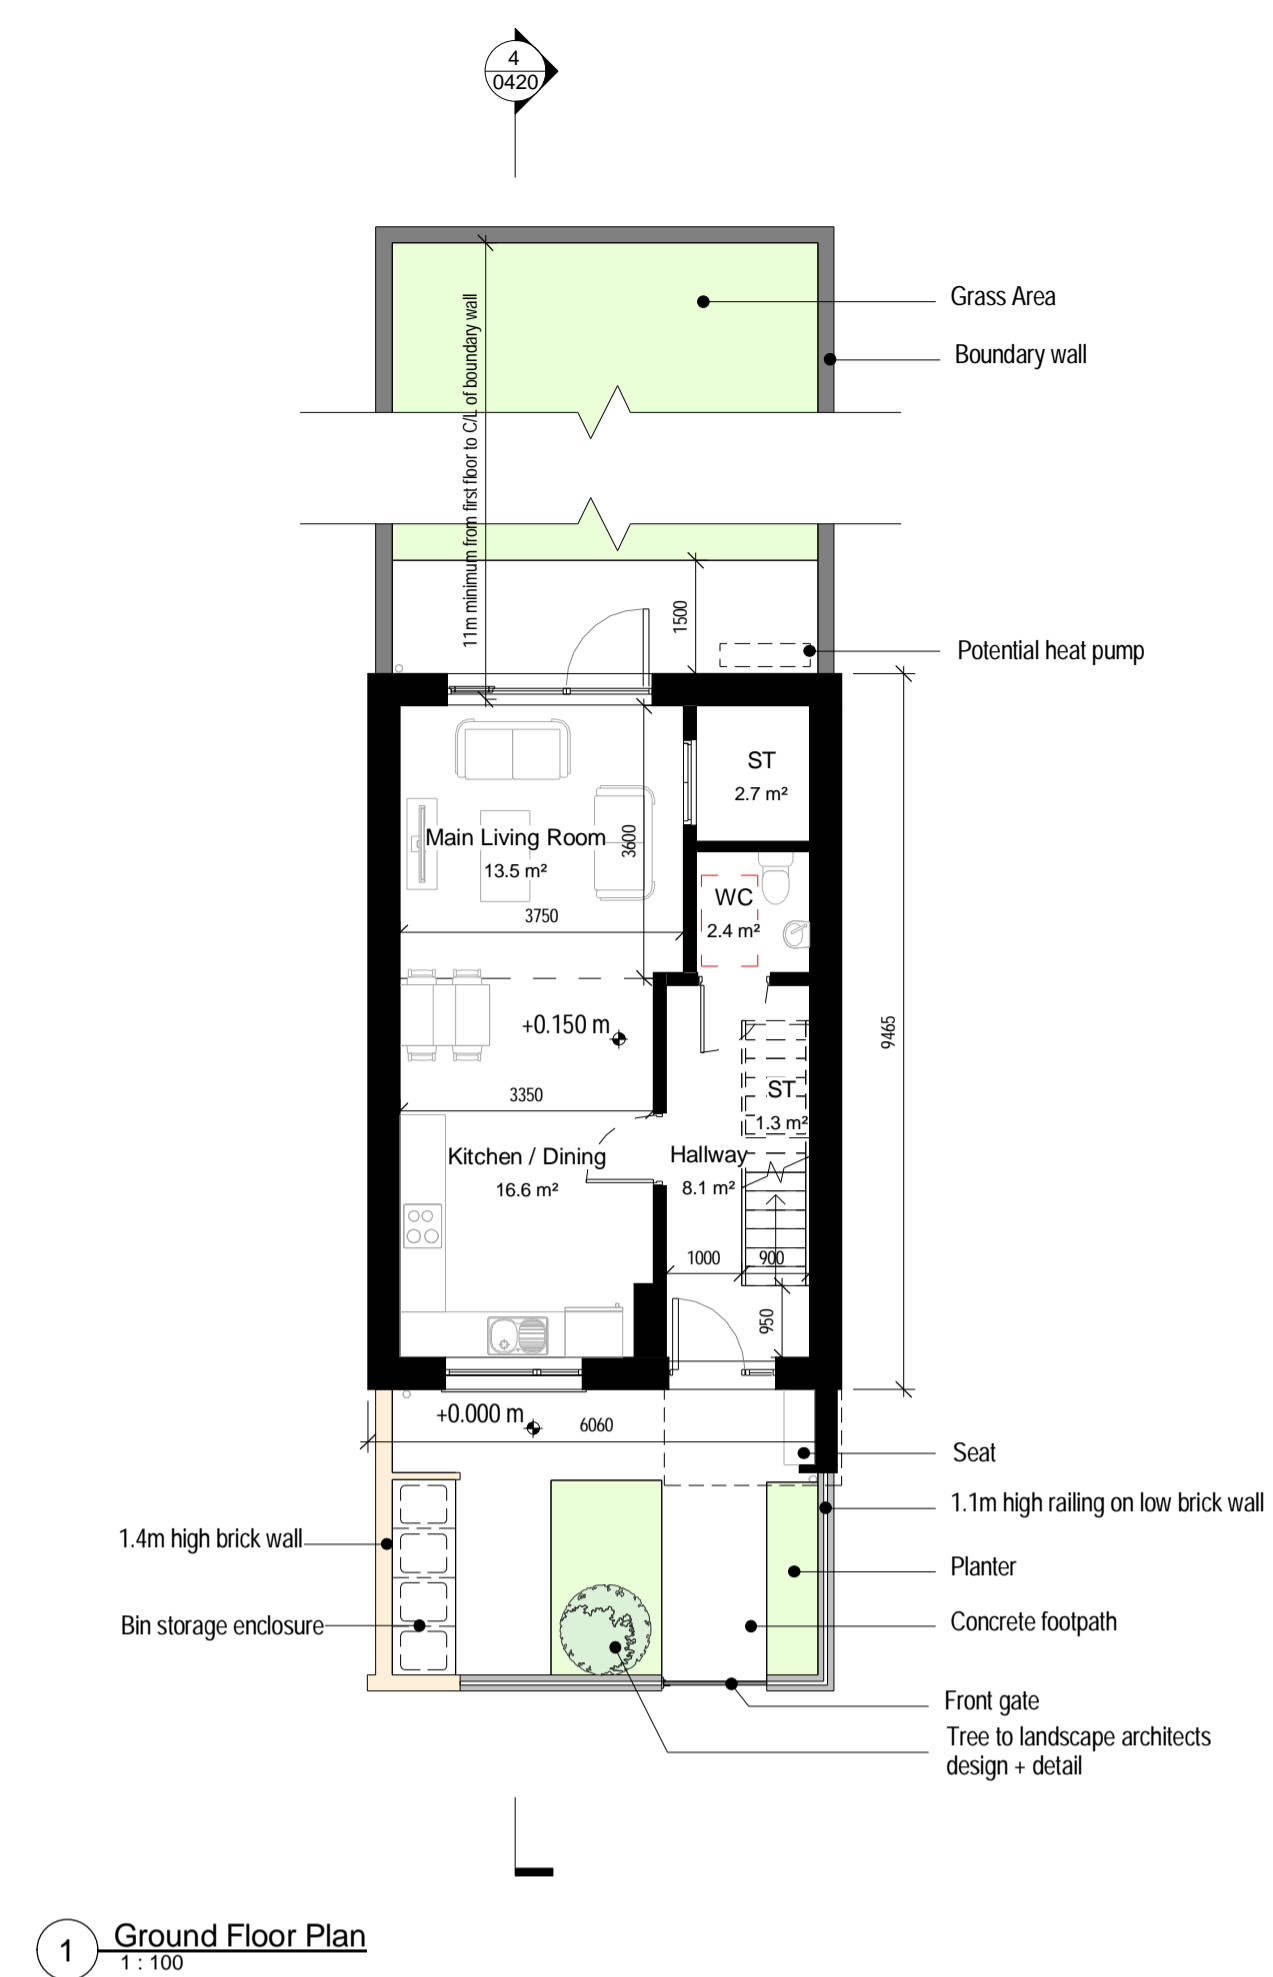 4
0420
Grass Area
Boundary wall
11m minimum from first floor to C/L of boundary wall
1500
Potential heat pump
ST
2.7 m²
Main Living Room
13.5 m²
3600
3750
WC
2.4 m²
+0.150 m
9465
3350
ST
1.3 m²
Kitchen / Dining
16.6 m²
Hallway
8.1 m²
1000
900
950
+0.000 m
6060
Seat
1.1m high railing on low brick wall
1.4m high brick wall
Planter
Bin storage enclosure
Concrete footpath
Front gate
Tree to landscape architects
design + detail
1
Ground Floor Plan
1 : 100